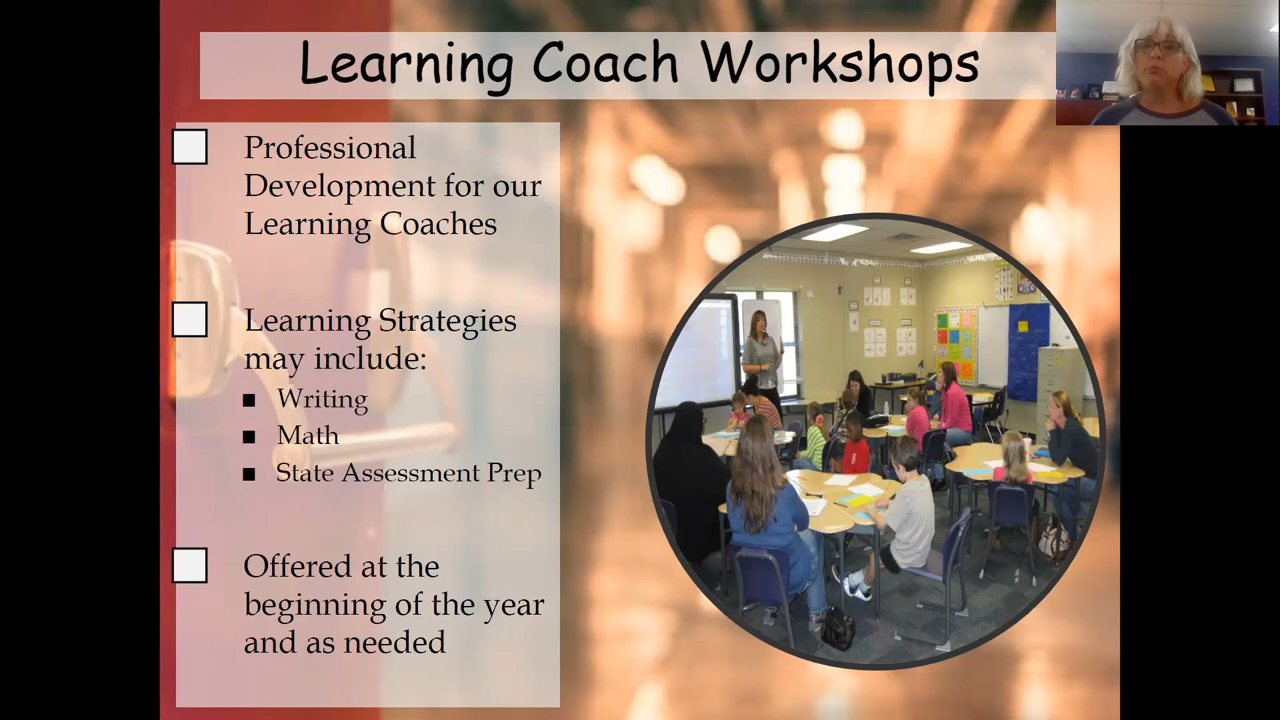 Learning Coach Workshops
Professional
Development for our
Learning Coaches
Learning Strategies
may include:
Writing
Math
State Assessment Prep
Offered at the
beginning of the year
and as needed